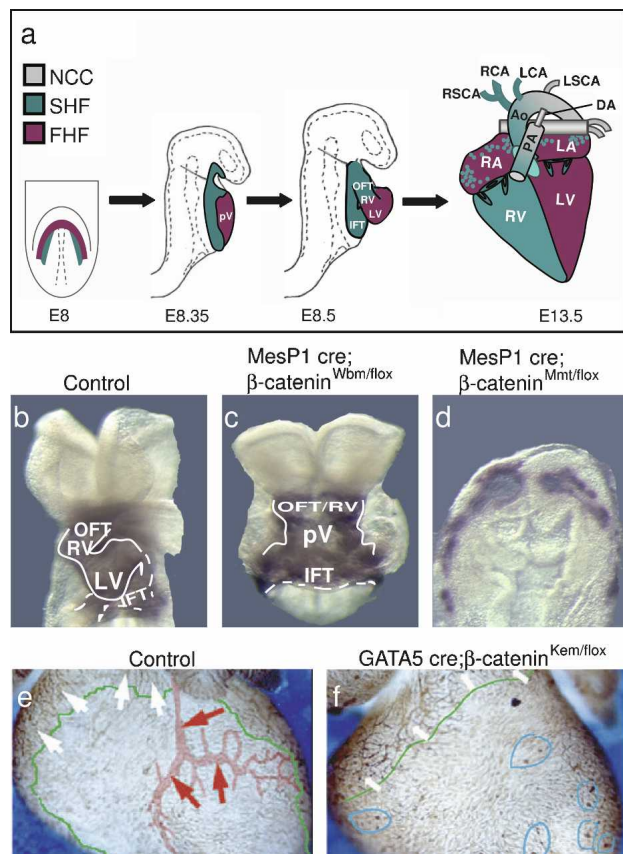 a
NCC
SHF
FHF
E8
pV
E8.35
OFT
RV
LV
IFT
E8.5
RCA
LCA
RSCA
LSCA
DA
Ao
PA
RA
LA
RV
LV
E13.5
Control
MesP1 cre;
β-catenin^Wbm/flox
MesP1 cre;
β-catenin^Mmt/flox
b
OFT
RV
LV
IFT
c
OFT/RV
pV
IFT
d
Control
GATA5 cre;β-catenin^Kem/flox
e
f